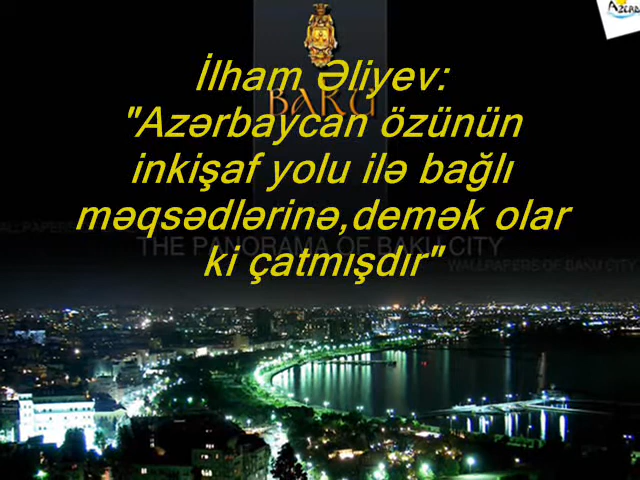 İlham Əliyev:
"Azərbaycan özünün
inkişaf yolu ilə bağlı
məqsədlərinə,demək olar
ki çatmışdır"
BAKU
THE PANORAMA OF BAKU CITY
WALLPAPERS OF BAKU CITY